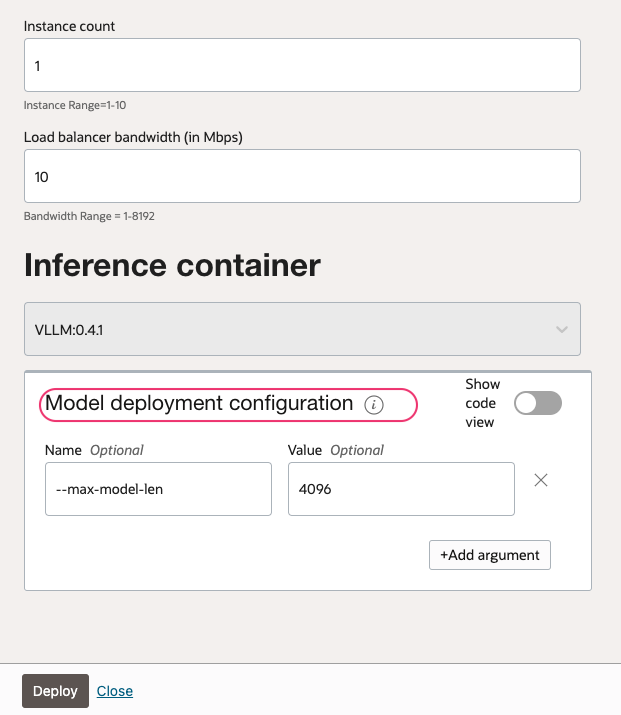 Instance count
1
Instance Range=1-10
Load balancer bandwidth (in Mbps)
10
Bandwidth Range = 1-8192
Inference container
VLLM:0.4.1
Model deployment configuration i
Show
code
view
Name Optional
Value Optional
--max-model-len
4096
+Add argument
Deploy
Close